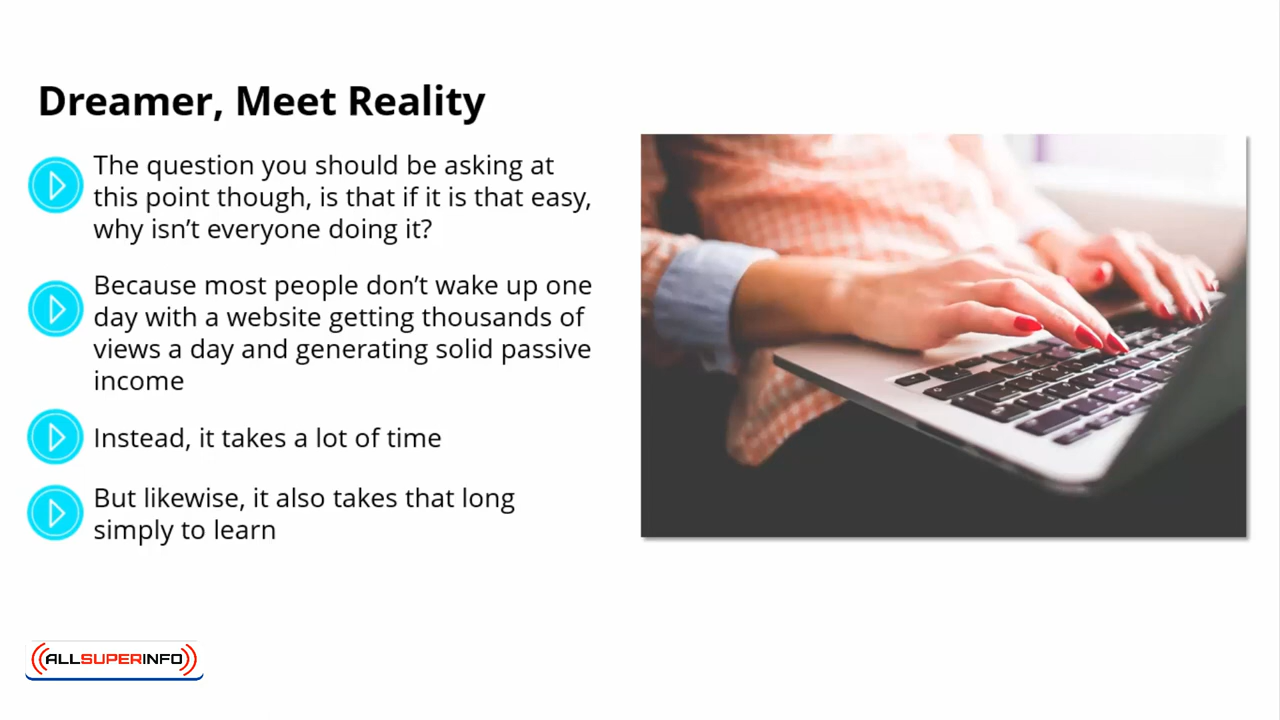 Dreamer, Meet Reality
The question you should be asking at
this point though, is that if it is that easy,
why isn’t everyone doing it?
Because most people don’t wake up one
day with a website getting thousands of
views a day and generating solid passive
income
Instead, it takes a lot of time
But likewise, it also takes that long
simply to learn
ALLSUPERINFO